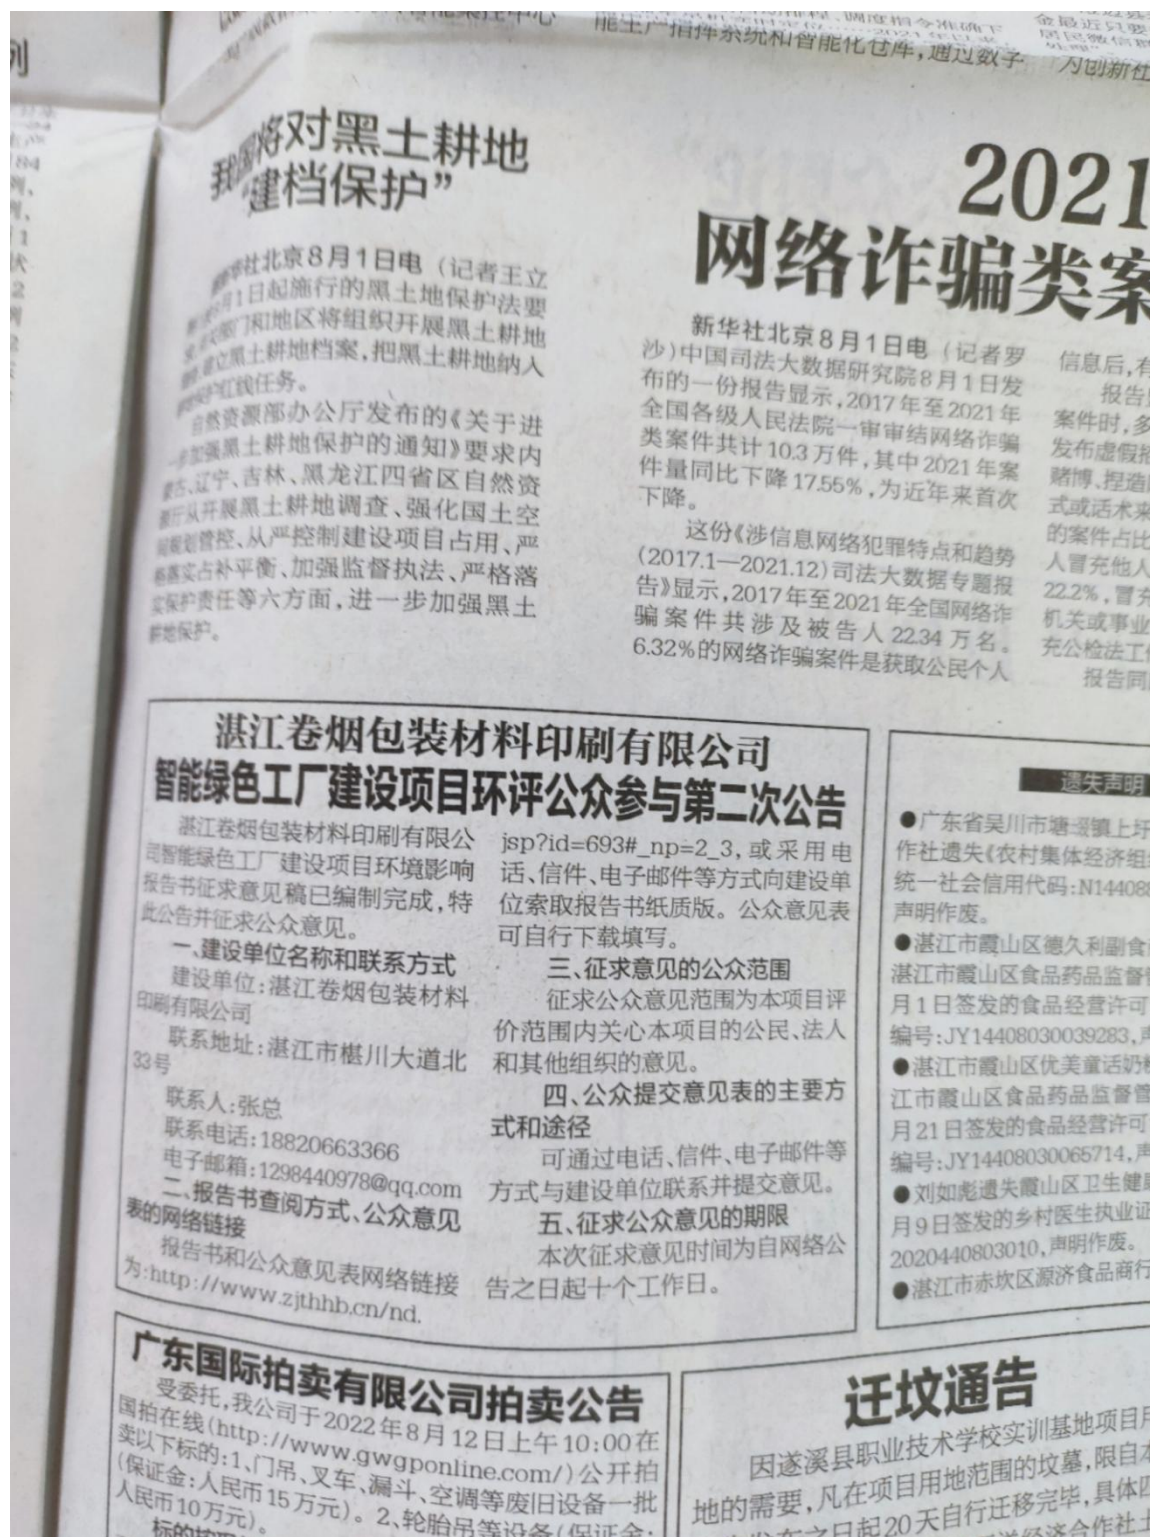 能生产指挥系统和智能化仓库，通过数字
为创新社
金最近只要
居民微信群
列
我国将对黑土耕地
“建档保护”
新华社北京8月1日电（记者王立
8月1日起施行的黑土地保护法要
部门和地区将组织开展黑土耕地
建立黑土耕地档案，把黑土耕地纳入
保护红线任务。
自然资源部办公厅发布的《关于进
一步加强黑土耕地保护的通知》要求内
蒙古、辽宁、吉林、黑龙江四省区自然资
源厅从开展黑土耕地调查、强化国土空
间规划管控、从严控制建设项目占用、严
格落实占补平衡、加强监督执法、严格落
实保护责任等六方面，进一步加强黑土
耕地保护。
2021
网络诈骗类案
新华社北京8月1日电（记者罗
沙）中国司法大数据研究院8月1日发
布的一份报告显示，2017年至2021年
全国各级人民法院一审审结网络诈骗
类案件共计10.3万件，其中2021年案
件量同比下降17.55%，为近年来首次
下降。
这份《涉信息网络犯罪特点和趋势
（2017.1—2021.12）司法大数据专题报
告》显示，2017年至2021年全国网络诈
骗案件共涉及被告人22.34万名。
6.32%的网络诈骗案件是获取公民个人
信息后，有
报告显
案件时，多
发布虚假招
赌博、捏造
式或话术来
的案件占比
人冒充他人
22.2%，冒充
机关或事业
充公检法工作
报告同
湛江卷烟包装材料印刷有限公司
智能绿色工厂建设项目环评公众参与第二次公告
湛江卷烟包装材料印刷有限公
司智能绿色工厂建设项目环境影响
报告书征求意见稿已编制完成，特
此公告并征求公众意见。
一、建设单位名称和联系方式
建设单位：湛江卷烟包装材料
印刷有限公司
联系地址：湛江市椹川大道北
33号
联系人：张总
联系电话：18820663366
电子邮箱：1298440978@qq.com
二、报告书查阅方式、公众意见
表的网络链接
报告书和公众意见表网络链接
为：http://www.zjthhb.cn/nd.
jsp?id=693#_np=2_3，或采用电
话、信件、电子邮件等方式向建设单
位索取报告书纸质版。公众意见表
可自行下载填写。
三、征求意见的公众范围
征求公众意见范围为本项目评
价范围内关心本项目的公民、法人
和其他组织的意见。
四、公众提交意见表的主要方
式和途径
可通过电话、信件、电子邮件等
方式与建设单位联系并提交意见。
五、征求公众意见的期限
本次征求意见时间为自网络公
告之日起十个工作日。
遗失声明
●广东省吴川市塘㙍镇上圩
作社遗失《农村集体经济组
统一社会信用代码：N14408
声明作废。
●湛江市霞山区德久利副食
湛江市霞山区食品药品监督管
月1日签发的食品经营许可
编号：JY14408030039283，声
●湛江市霞山区优美童话奶粉
江市霞山区食品药品监督管
月21日签发的食品经营许可
编号：JY14408030065714，声
●刘如彪遗失霞山区卫生健康
月9日签发的乡村医生执业证
2020440803010，声明作废。
●湛江市赤坎区源济食品商行
广东国际拍卖有限公司拍卖公告
受委托，我公司于2022年8月12日上午10:00在
国拍在线（http://www.gwgponline.com/）公开拍
卖以下标的：1、门吊、叉车、漏斗、空调等废旧设备一批
（保证金：人民币15万元）。2、轮胎吊等设备（保证金：
人民币10万元）。
迁坟通告
因遂溪县职业技术学校实训基地项目用
地的需要，凡在项目用地范围的坟墓，限自本
发布之日起20天自行迁移完毕，具体四